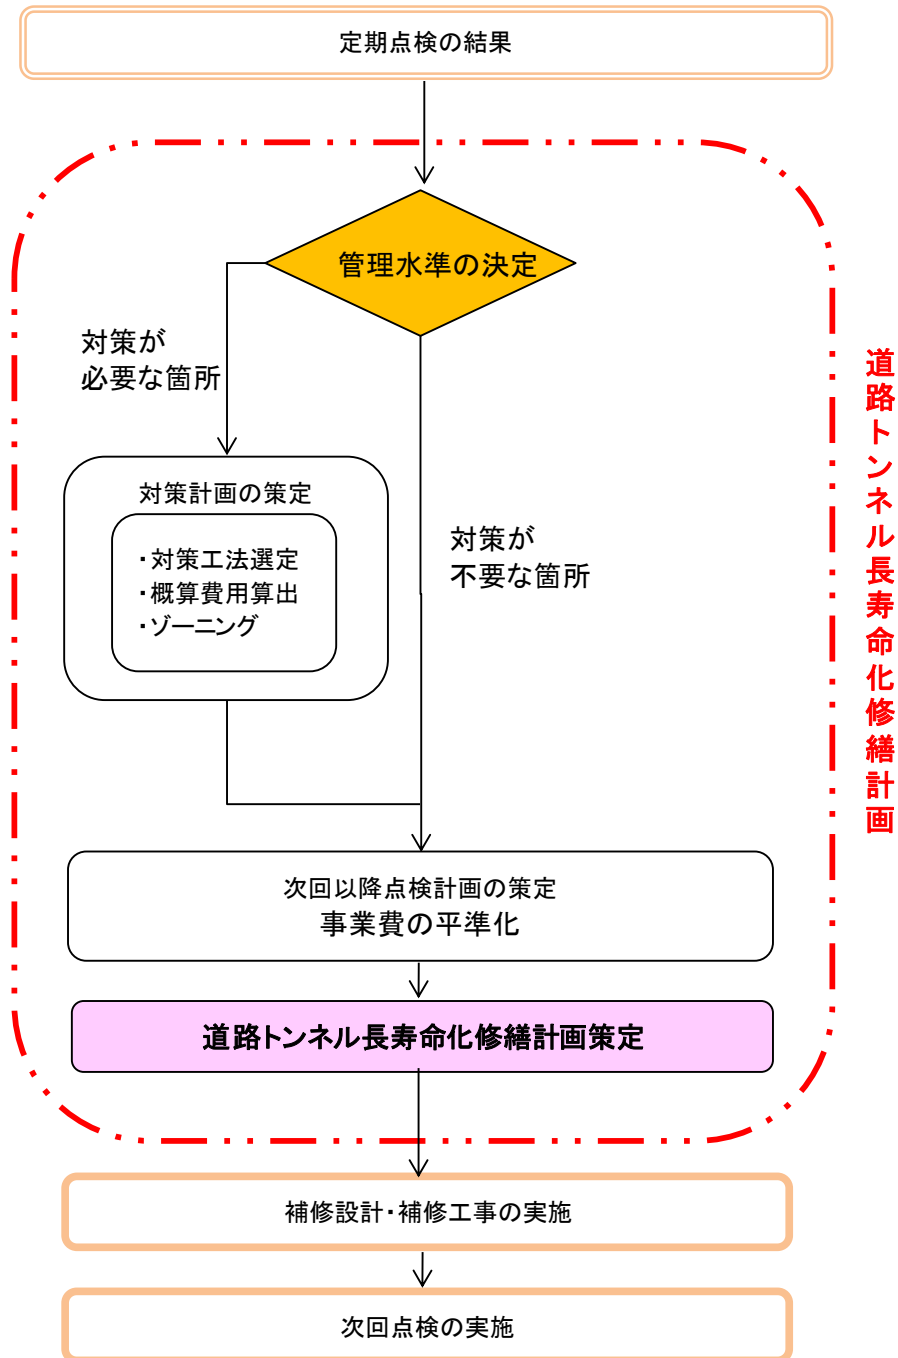 定期点検の結果
管理水準の決定
対策が
必要な箇所
対策計画の策定
・対策工法選定
・概算費用算出
・ゾーニング
対策が
不要な箇所
次回以降点検計画の策定
事業費の平準化
道路トンネル長寿命化修繕計画策定
道路トンネル長寿命化修繕計画
補修設計・補修工事の実施
次回点検の実施